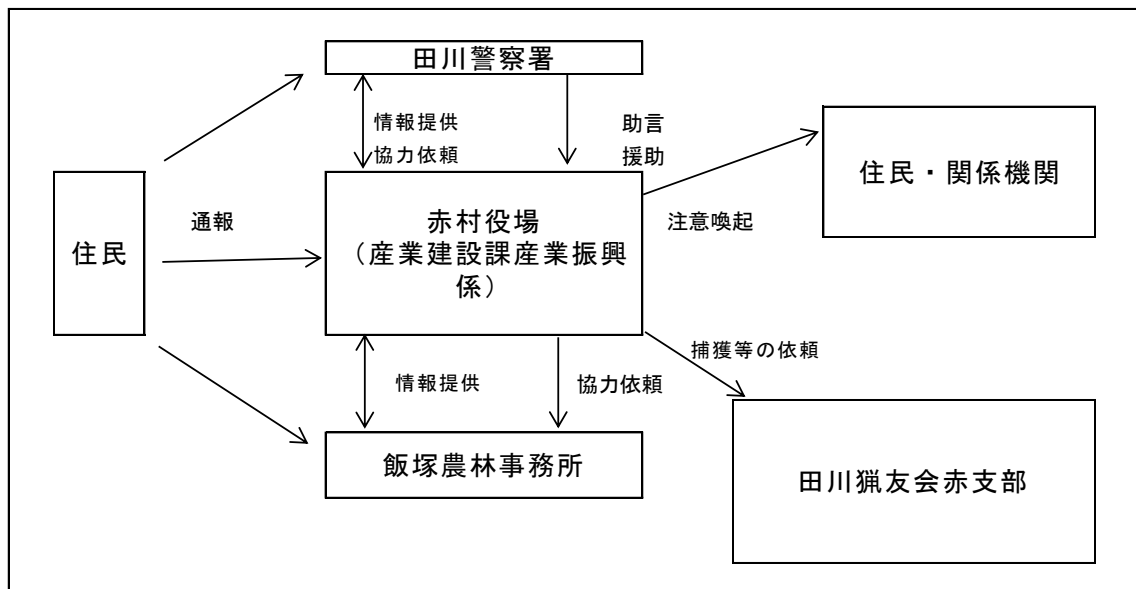 田川警察署
情報提供
協力依頼
助言
援助
住民・関係機関
住民
通報
赤村役場
（産業建設課産業振興
係）
注意喚起
捕獲等の依頼
情報提供
協力依頼
飯塚農林事務所
田川猟友会赤支部